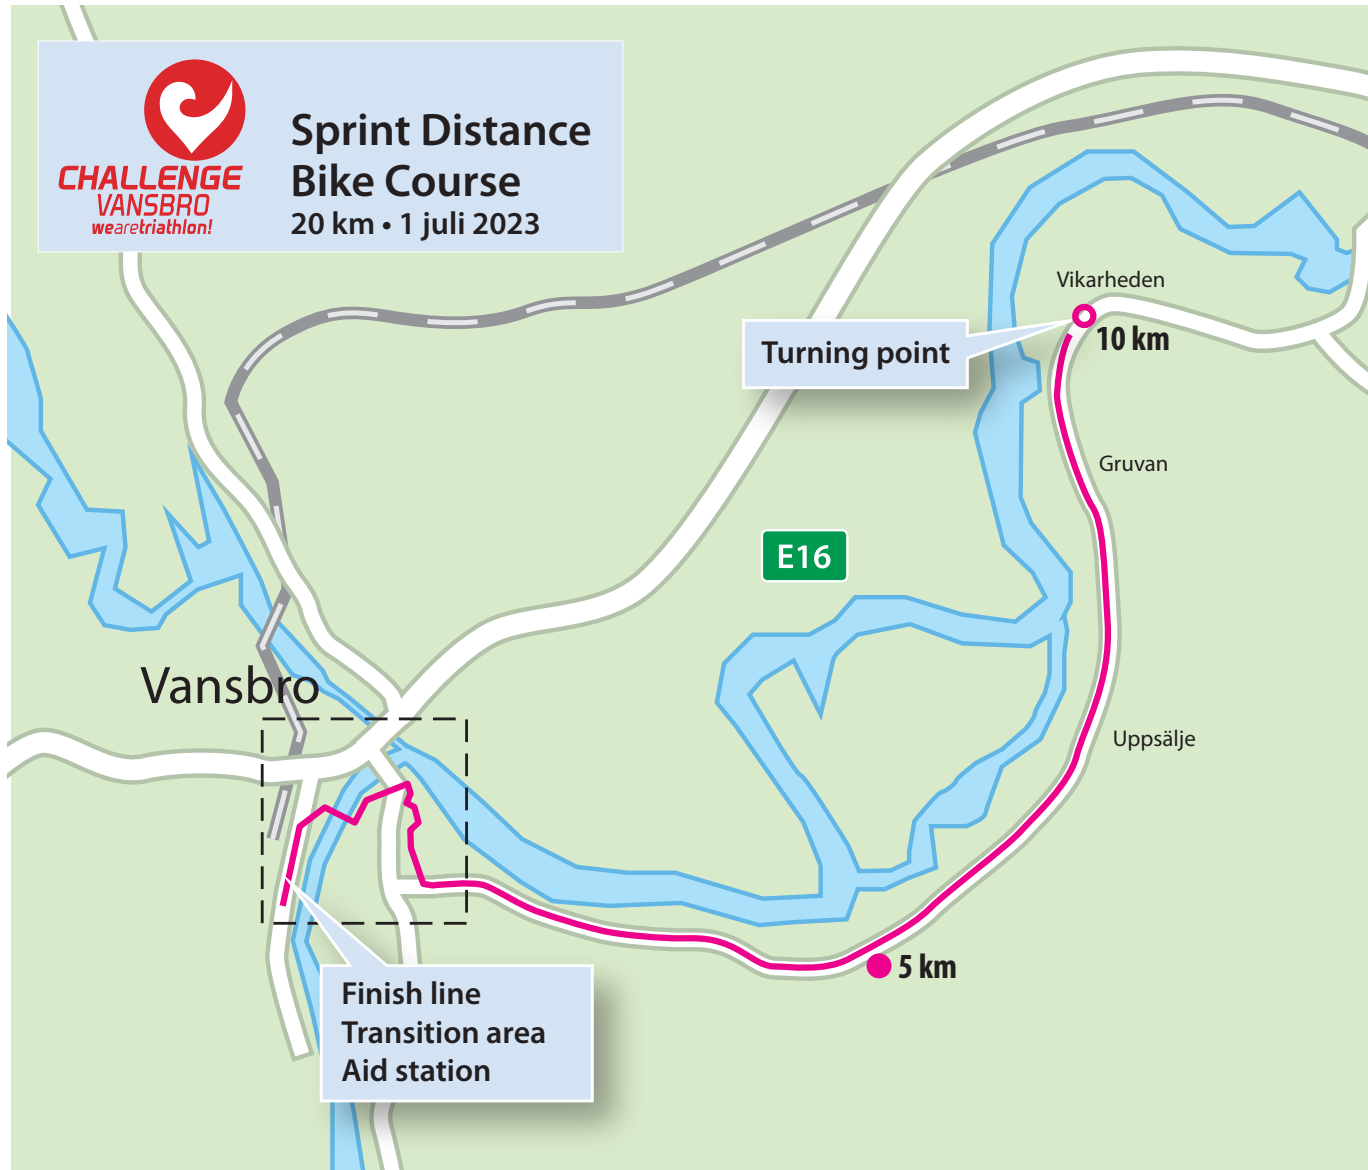 CHALLENGE
VANSBRO
wearetriathlon!
Sprint Distance
Bike Course
20 km • 1 juli 2023
Vikarheden
Turning point
10 km
Gruvan
E16
Vansbro
Uppsälje
5 km
Finish line
Transition area
Aid station